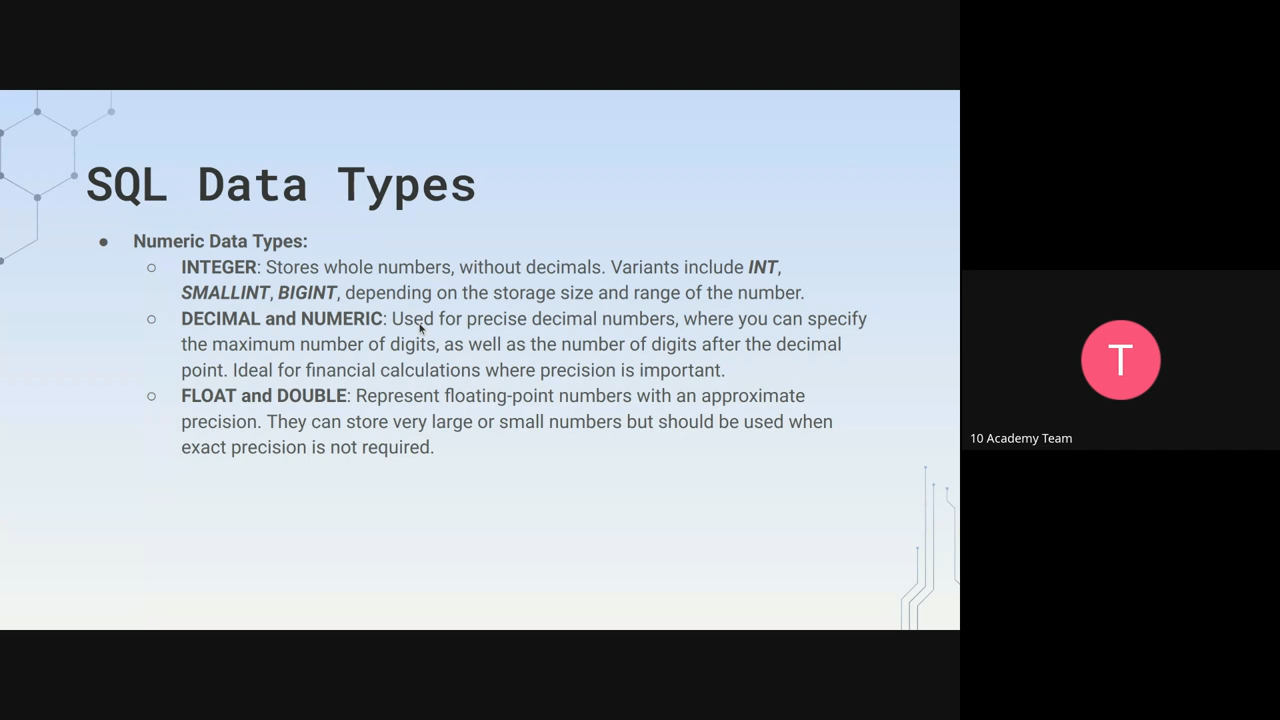 SQL Data Types
● Numeric Data Types:
○ INTEGER: Stores whole numbers, without decimals. Variants include INT,
SMALLINT, BIGINT, depending on the storage size and range of the number.
○ DECIMAL and NUMERIC: Used for precise decimal numbers, where you can specify
the maximum number of digits, as well as the number of digits after the decimal
point. Ideal for financial calculations where precision is important.
○ FLOAT and DOUBLE: Represent floating-point numbers with an approximate
precision. They can store very large or small numbers but should be used when
exact precision is not required.
T
10 Academy Team